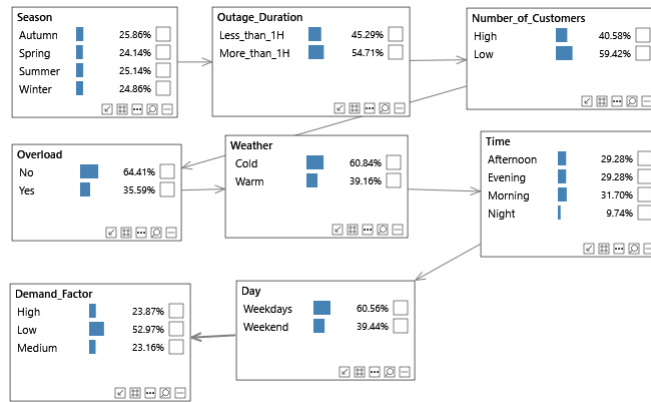 Season
Autumn 25.86%
Spring 24.14%
Summer 25.14%
Winter 24.86%
Outage_Duration
Less_than_1H 45.29%
More_than_1H 54.71%
Number_of_Customers
High 40.58%
Low 59.42%
Overload
No 64.41%
Yes 35.59%
Weather
Cold 60.84%
Warm 39.16%
Time
Afternoon 29.28%
Evening 29.28%
Morning 31.70%
Night 9.74%
Demand_Factor
High 23.87%
Low 52.97%
Medium 23.16%
Day
Weekdays 60.56%
Weekend 39.44%